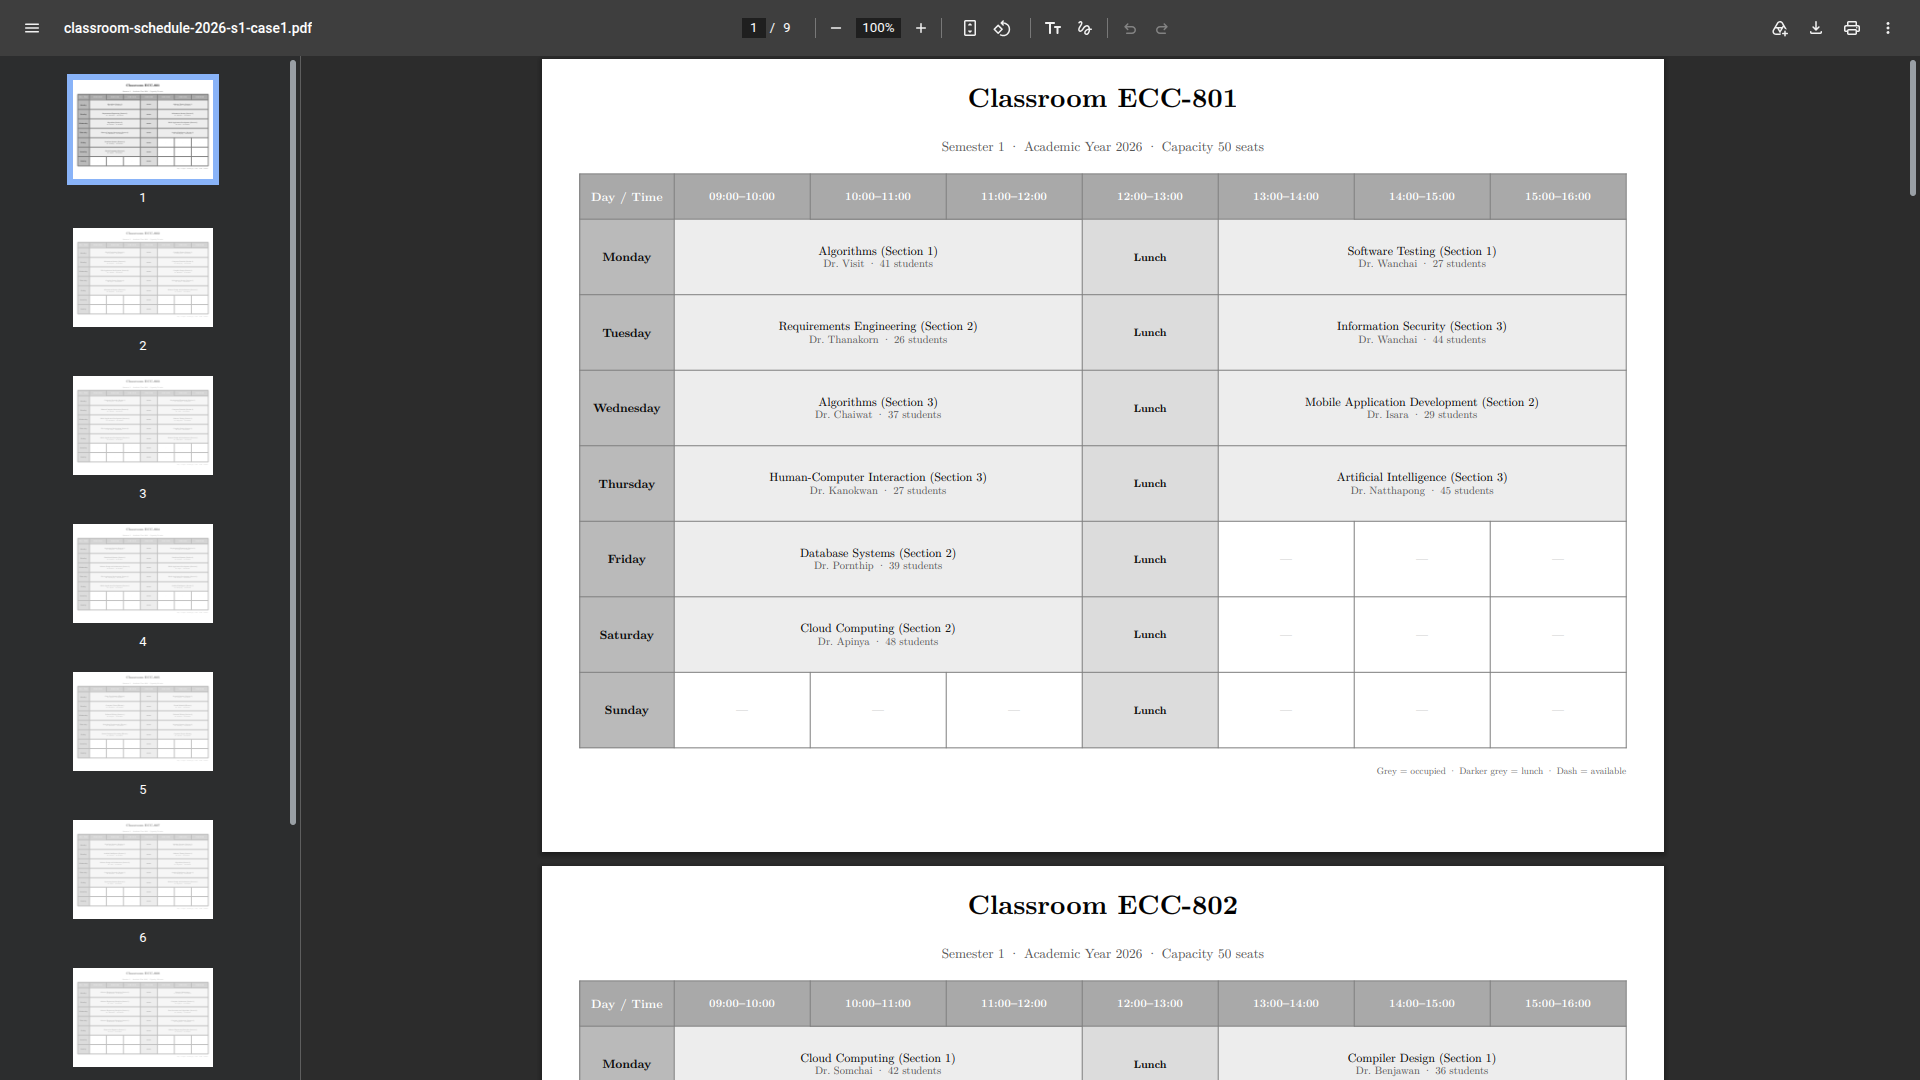 classroom-schedule-2026-s1-case1.pdf
1 / 9
100%
1
2
3
4
5
6
Classroom ECC-801
Semester 1 · Academic Year 2026 · Capacity 50 seats
Day / Time 09:00–10:00 10:00–11:00 11:00–12:00 12:00–13:00 13:00–14:00 14:00–15:00 15:00–16:00
Monday
Algorithms (Section 1)
Dr. Visit · 41 students
Lunch
Software Testing (Section 1)
Dr. Wanchai · 27 students
Tuesday
Requirements Engineering (Section 2)
Dr. Thanakorn · 26 students
Lunch
Information Security (Section 3)
Dr. Wanchai · 44 students
Wednesday
Algorithms (Section 3)
Dr. Chaiwat · 37 students
Lunch
Mobile Application Development (Section 2)
Dr. Isara · 29 students
Thursday
Human-Computer Interaction (Section 3)
Dr. Kanokwan · 27 students
Lunch
Artificial Intelligence (Section 3)
Dr. Natthapong · 45 students
Friday
Database Systems (Section 2)
Dr. Pornthip · 39 students
Lunch
— — —
Saturday
Cloud Computing (Section 2)
Dr. Apinya · 48 students
Lunch
— — —
Sunday
— — —
Lunch
— — —
Grey = occupied · Darker grey = lunch · Dash = available
Classroom ECC-802
Semester 1 · Academic Year 2026 · Capacity 50 seats
Day / Time 09:00–10:00 10:00–11:00 11:00–12:00 12:00–13:00 13:00–14:00 14:00–15:00 15:00–16:00
Monday
Cloud Computing (Section 1)
Dr. Somchai · 42 students
Lunch
Compiler Design (Section 1)
Dr. Benjawan · 36 students